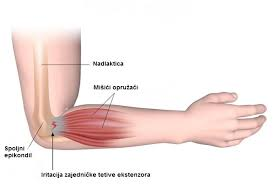 Nadlaktica
Mišići opružači
Spoljni
epikondil
Iritacija zajedničke tetive ekstenzora